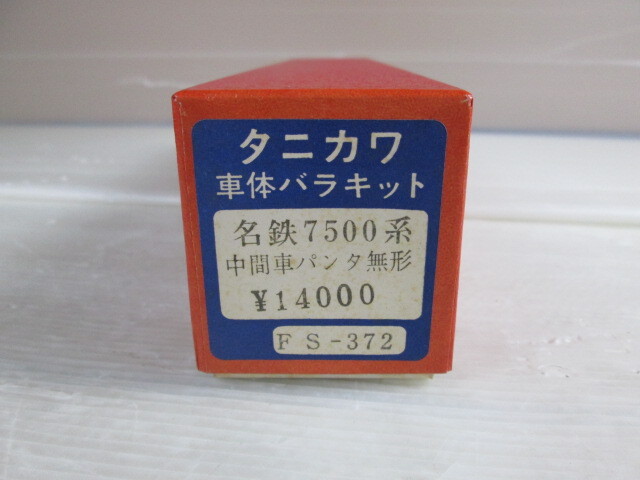 タニカワ
車体バラキット
名鉄7500系
中間車パンタ無形
¥14000
FS-372